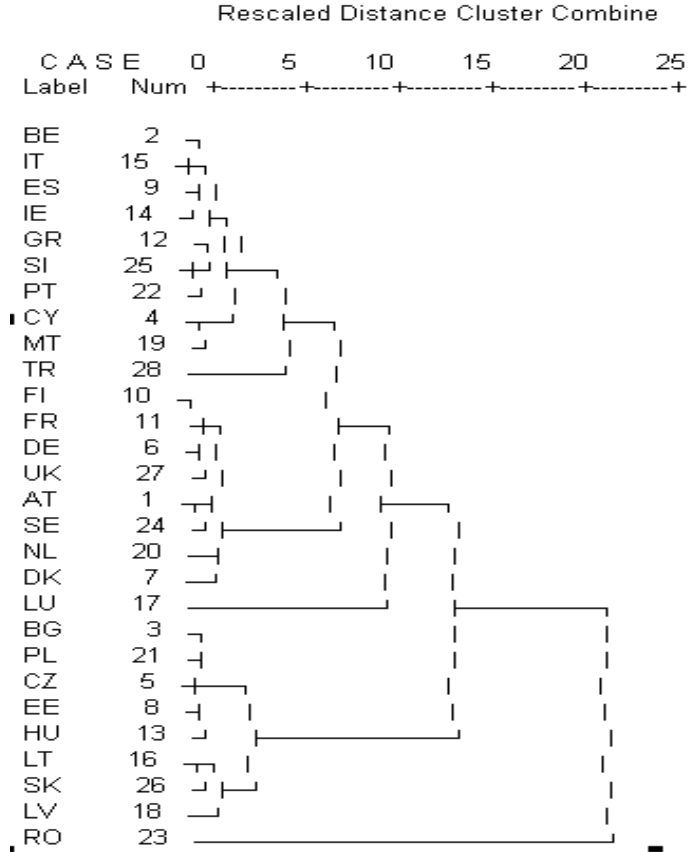 Rescaled Distance Cluster Combine
C A S E 0 5 10 15 20 25
Label Num +---------+---------+---------+---------+---------+
BE 2
IT 15
ES 9
IE 14
GR 12
SI 25
PT 22
CY 4
MT 19
TR 28
FI 10
FR 11
DE 6
UK 27
AT 1
SE 24
NL 20
DK 7
LU 17
BG 3
PL 21
CZ 5
EE 8
HU 13
LT 16
SK 26
LV 18
RO 23